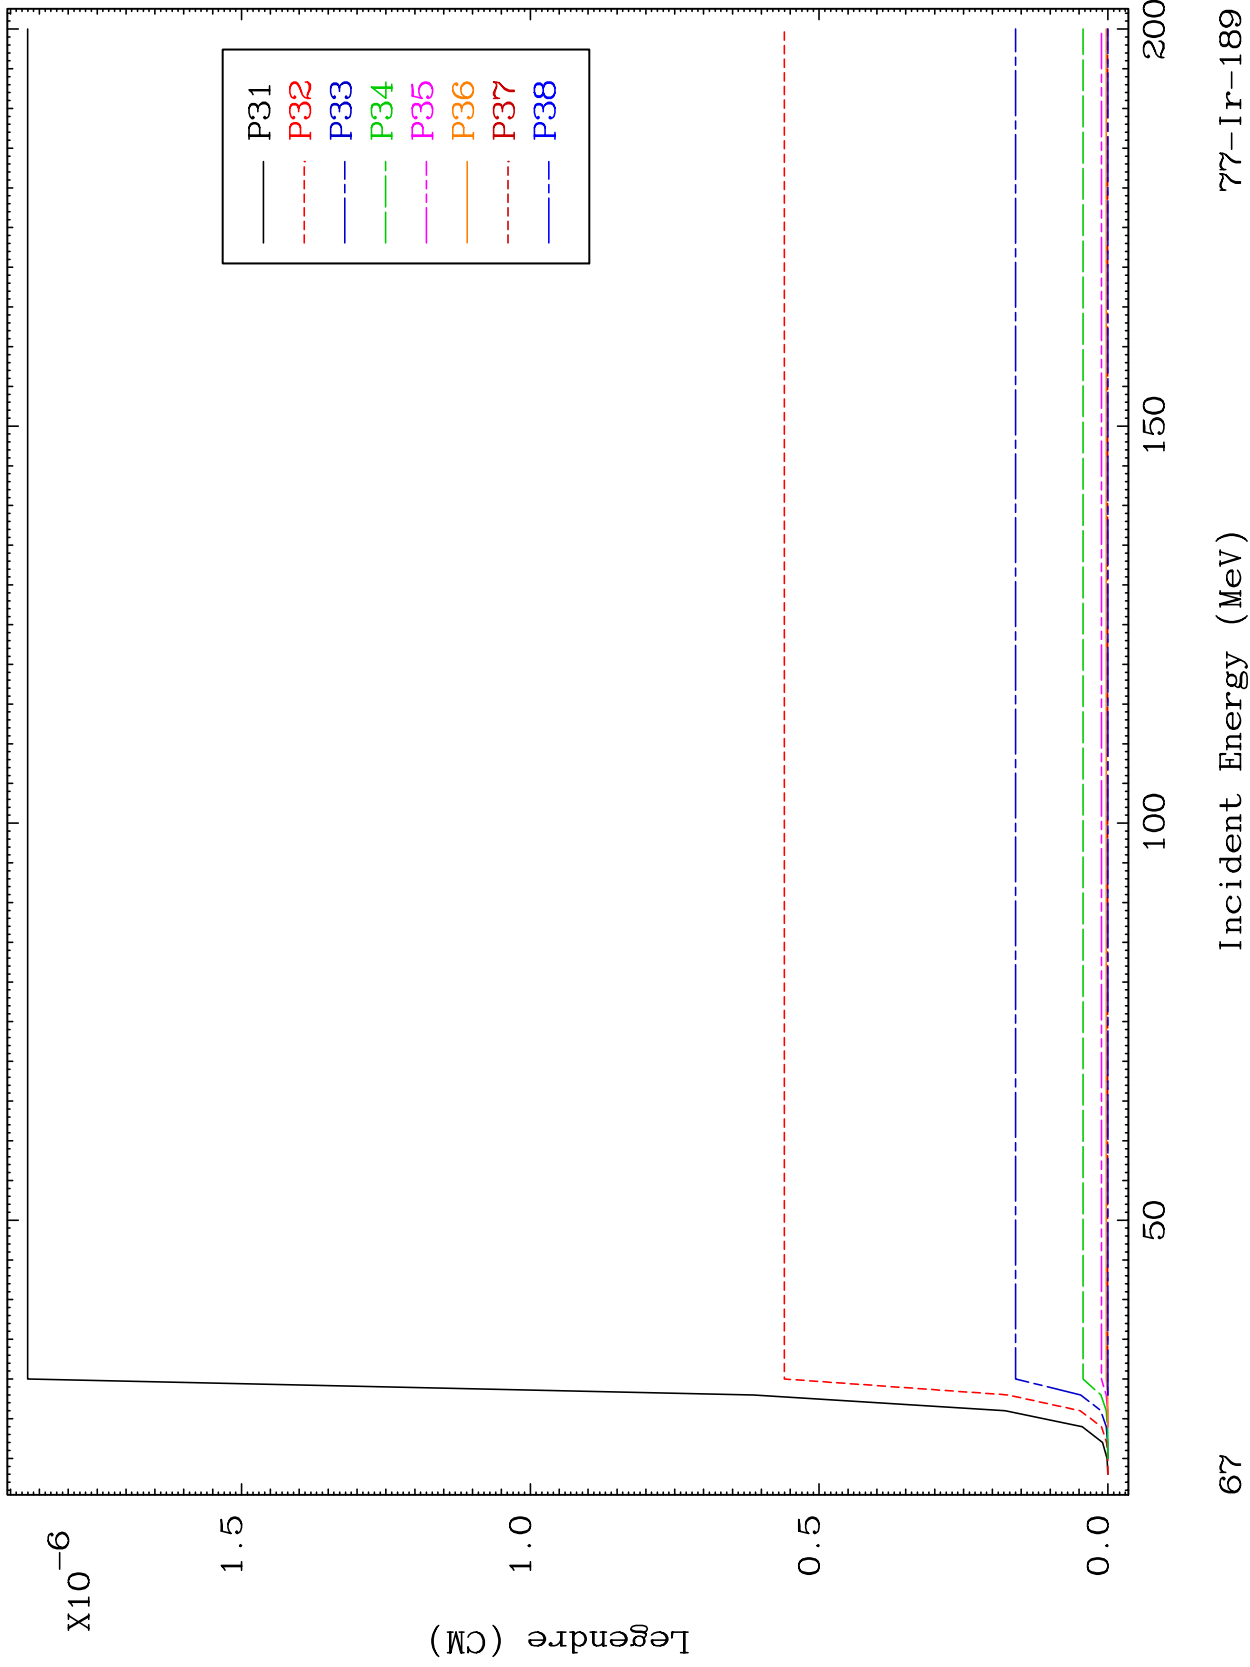 X10-6
1.5
1.0
0.5
0.0
Legendre (CM)
P31
P32
P33
P34
P35
P36
P37
P38
50
100
150
200
67
Incident Energy (MeV)
77-Ir-189